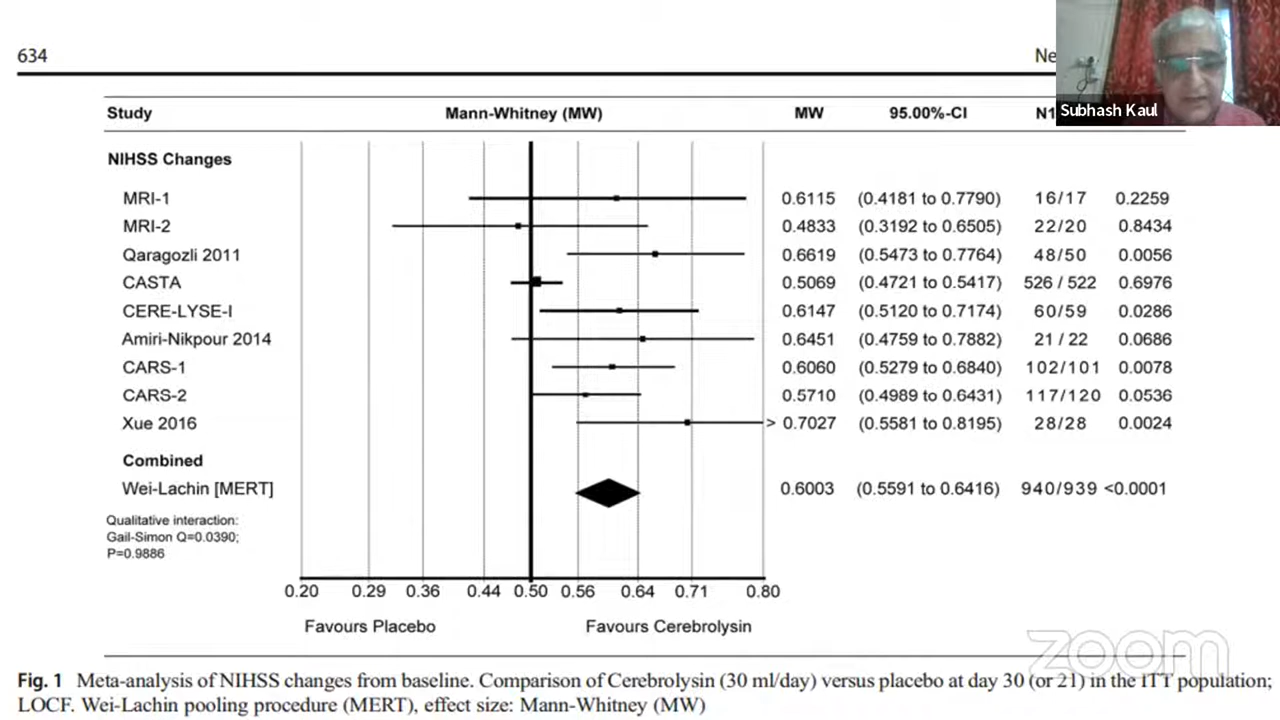 634
Ne
Subhash Kaul
Study Mann-Whitney (MW) MW 95.00%-CI N1
NIHSS Changes
MRI-1 0.6115 (0.4181 to 0.7790) 16/17 0.2259
MRI-2 0.4833 (0.3192 to 0.6505) 22/20 0.8434
Qaragozli 2011 0.6619 (0.5473 to 0.7764) 48/50 0.0056
CASTA 0.5069 (0.4721 to 0.5417) 526 / 522 0.6976
CERE-LYSE-I 0.6147 (0.5120 to 0.7174) 60/59 0.0286
Amiri-Nikpour 2014 0.6451 (0.4759 to 0.7882) 21 / 22 0.0686
CARS-1 0.6060 (0.5279 to 0.6840) 102/101 0.0078
CARS-2 0.5710 (0.4989 to 0.6431) 117/120 0.0536
Xue 2016 > 0.7027 (0.5581 to 0.8195) 28/28 0.0024
Combined
Wei-Lachin [MERT] 0.6003 (0.5591 to 0.6416) 940/939 <0.0001
Qualitative interaction:
Gail-Simon Q=0.0390;
P=0.9886
0.20 0.29 0.36 0.44 0.50 0.56 0.64 0.71 0.80
Favours Placebo Favours Cerebrolysin
zoom
Fig. 1 Meta-analysis of NIHSS changes from baseline. Comparison of Cerebrolysin (30 ml/day) versus placebo at day 30 (or 21) in the ITT population;
LOCF. Wei-Lachin pooling procedure (MERT), effect size: Mann-Whitney (MW)